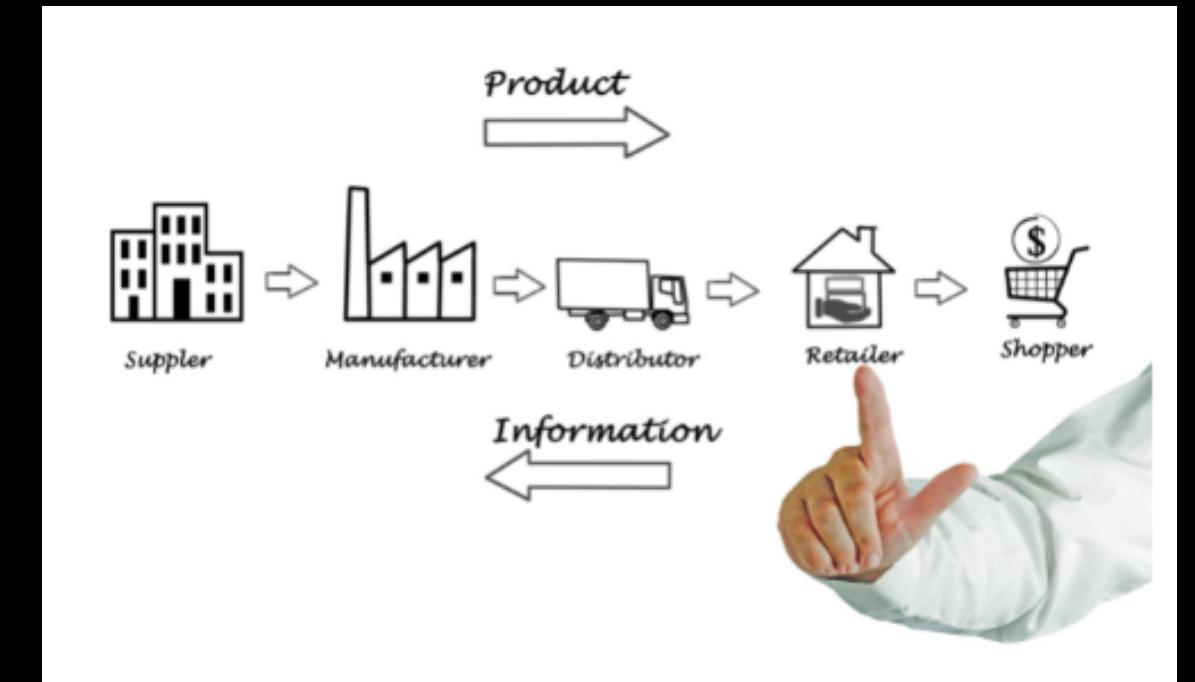 Product
Suppler
Manufacturer
Distributor
Retailer
Shopper
Information
$